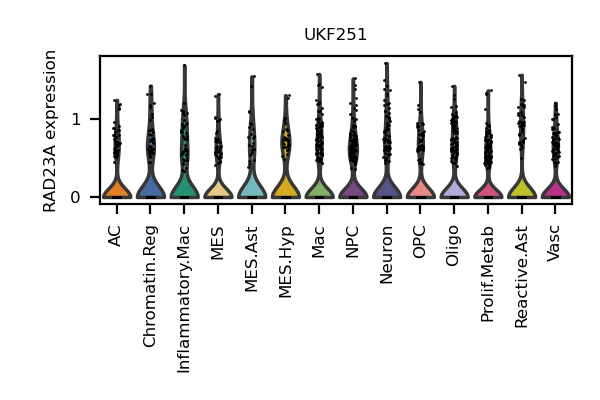 UKF251
RAD23A expression
1
0
AC
Chromatin.Reg
Inflammatory.Mac
MES
MES.Ast
MES.Hyp
Mac
NPC
Neuron
OPC
Oligo
Prolif.Metab
Reactive.Ast
Vasc